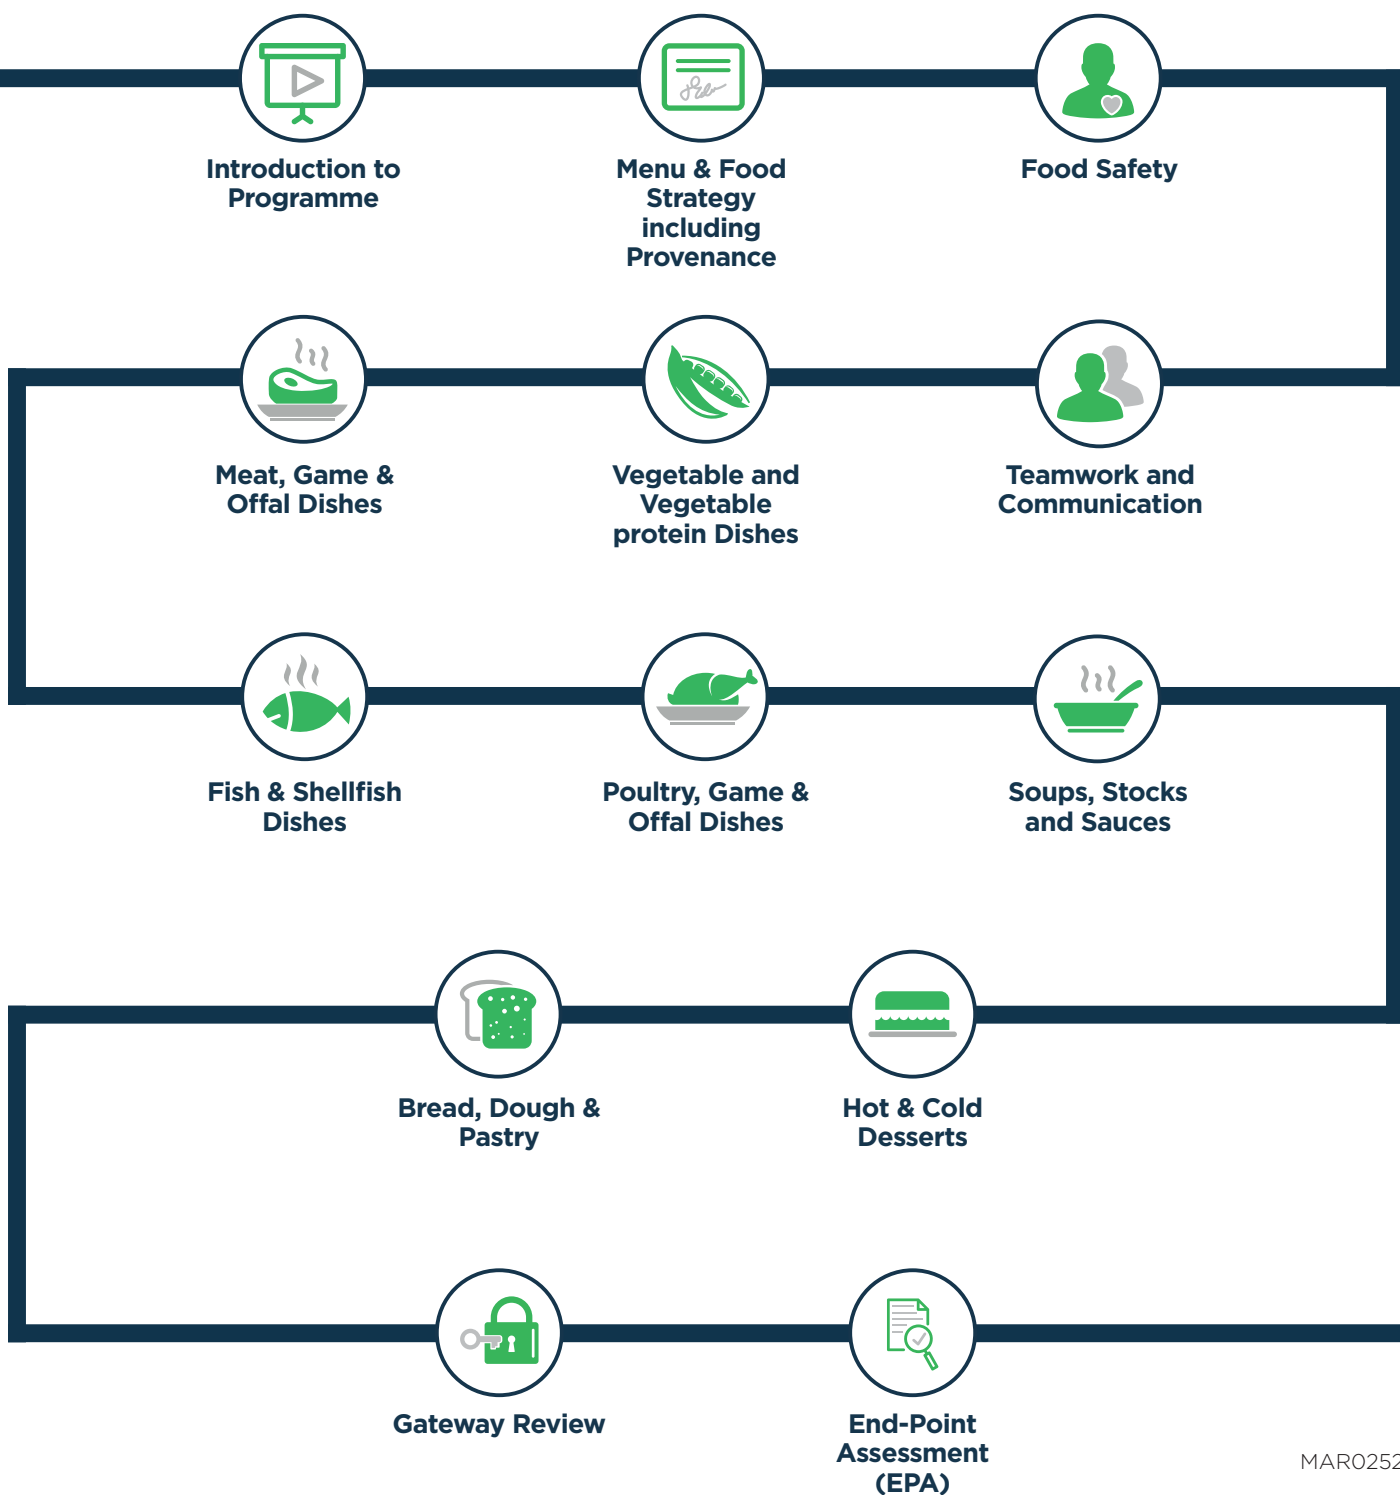 Introduction to
Programme
Menu & Food
Strategy
including
Provenance
Food Safety
Meat, Game &
Offal Dishes
Vegetable and
Vegetable
protein Dishes
Teamwork and
Communication
Fish & Shellfish
Dishes
Poultry, Game &
Offal Dishes
Soups, Stocks
and Sauces
Bread, Dough &
Pastry
Hot & Cold
Desserts
Gateway Review
End-Point
Assessment
(EPA)
MAR0252